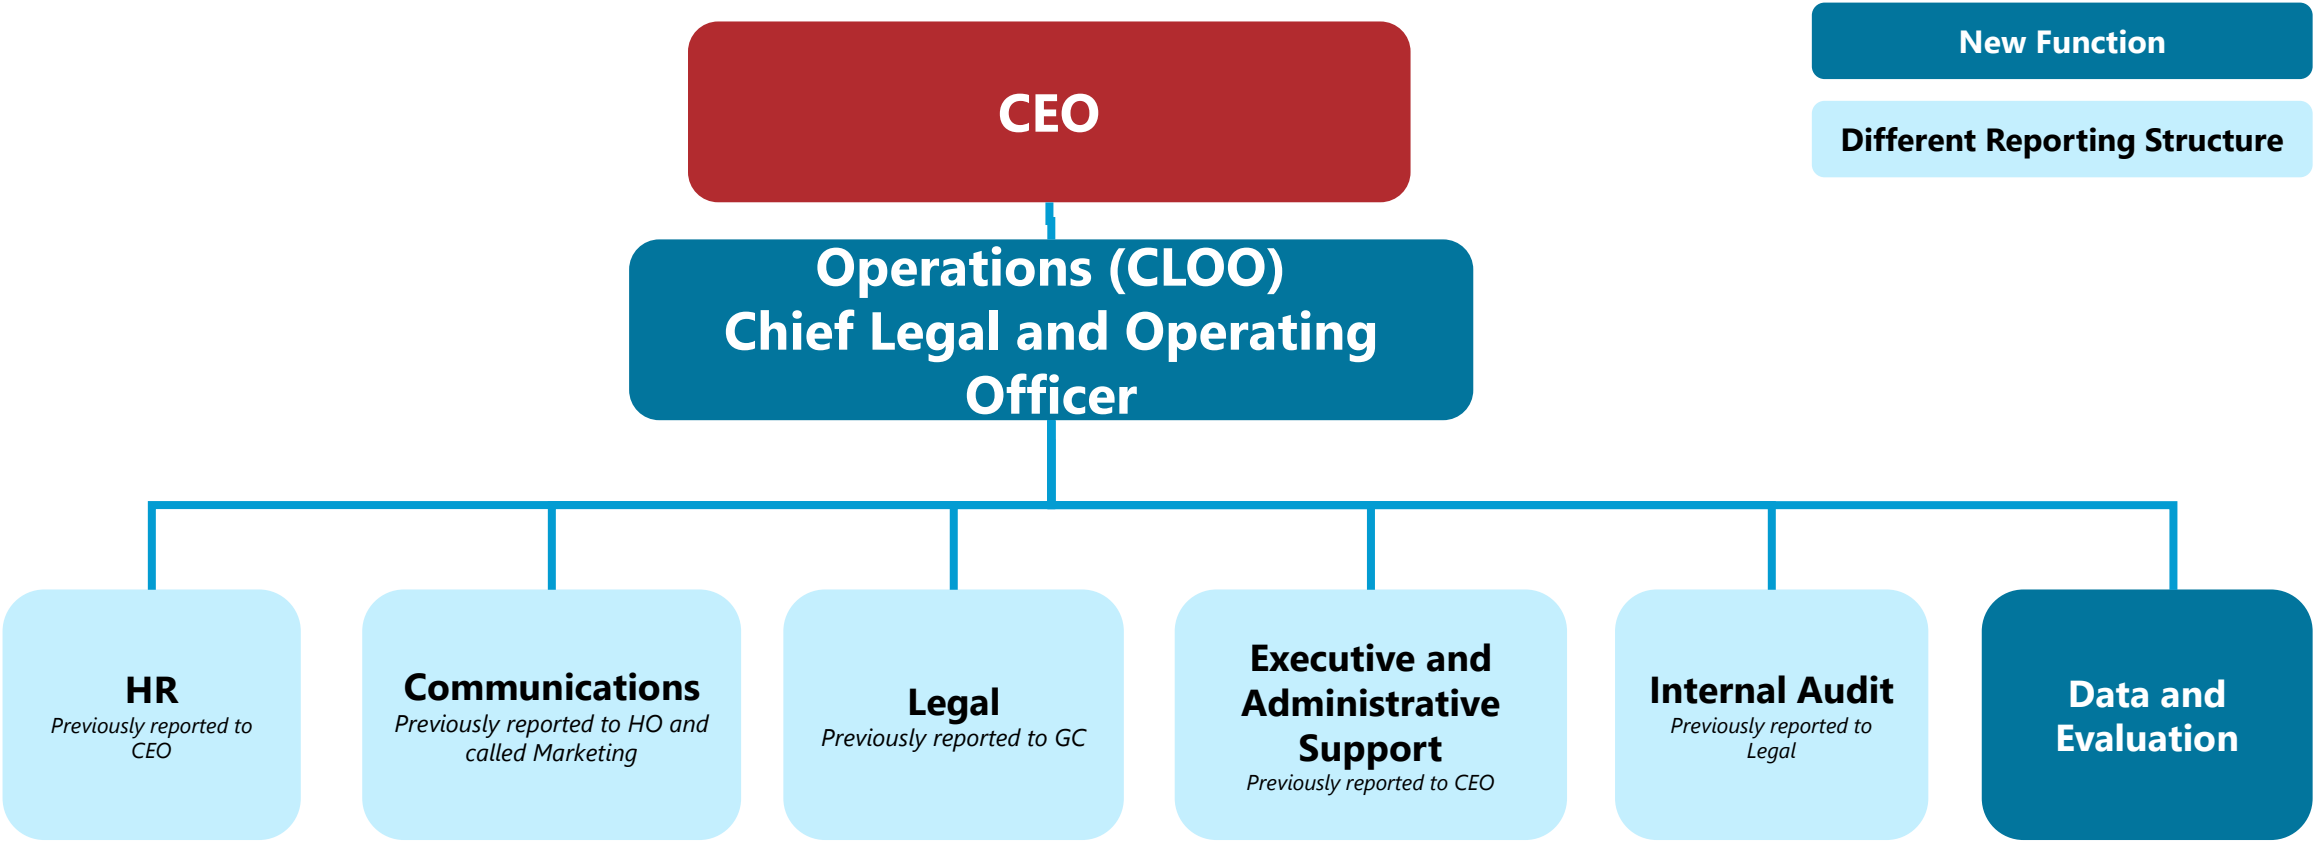 CEO
New Function
Different Reporting Structure
Operations (CLOO)
Chief Legal and Operating
Officer
HR
Previously reported to
CEO
Communications
Previously reported to HO and
called Marketing
Legal
Previously reported to GC
Executive and
Administrative
Support
Previously reported to CEO
Internal Audit
Previously reported to
Legal
Data and
Evaluation